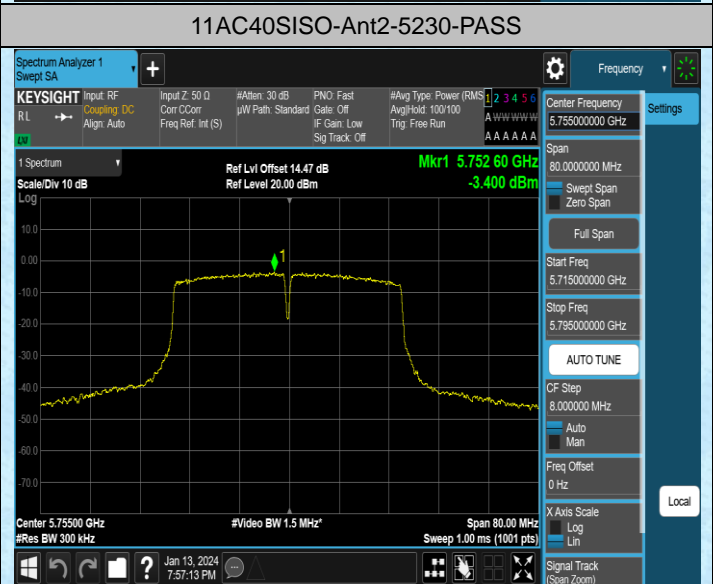 11AC40SISO-Ant2-5230-PASS
Spectrum Analyzer 1
Swept SA
Frequency
KEYSIGHT
RL
LXI
Input: RF
Coupling: DC
Align: Auto
Input Z: 50 Ω
Corr CCorr
Freq Ref: Int (S)
#Atten: 30 dB
µW Path: Standard
PNO: Fast
Gate: Off
IF Gain: Low
Sig Track: Off
#Avg Type: Power (RMS
Avg|Hold: 100/100
Trig: Free Run
1 2 3 4 5 6
A W W W W W
A A A A A A
1 Spectrum
Scale/Div 10 dB
Log
Ref Lvl Offset 14.47 dB
Ref Level 20.00 dBm
Mkr1 5.752 60 GHz
-3.400 dBm
10.0
0.00
-10.0
-20.0
-30.0
-40.0
-50.0
-60.0
-70.0
1
Center 5.75500 GHz
#Res BW 300 kHz
#Video BW 1.5 MHz*
Span 80.00 MHz
Sweep 1.00 ms (1001 pts)
Center Frequency
5.755000000 GHz
Settings
Span
80.0000000 MHz
Swept Span
Zero Span
Full Span
Start Freq
5.715000000 GHz
Stop Freq
5.795000000 GHz
AUTO TUNE
CF Step
8.000000 MHz
Auto
Man
Freq Offset
0 Hz
X Axis Scale
Log
Lin
Local
Signal Track
(Span Zoom)
?
Jan 13, 2024
7:57:13 PM